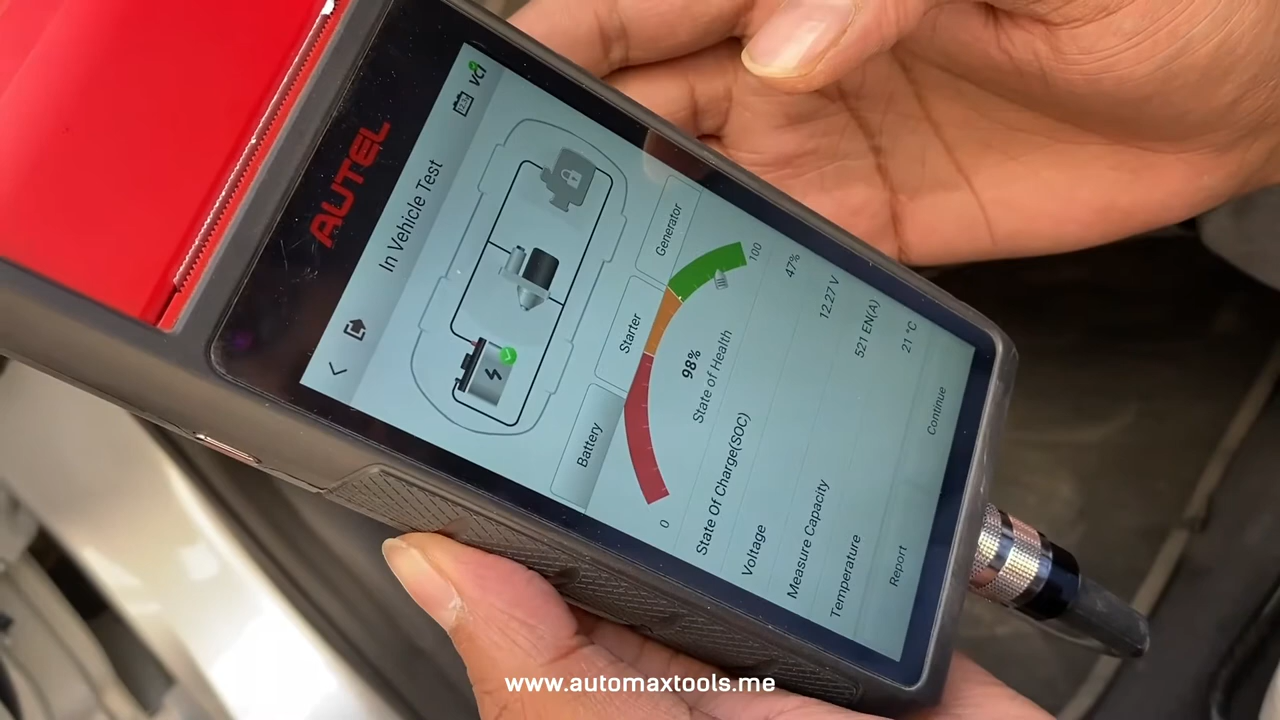 AUTEL
VCI
In Vehicle Test
Battery
Starter
Generator
0
100
98%
State of Health
State Of Charge(SOC) 47%
Voltage 12.27 V
Measure Capacity 521 EN(A)
Temperature 21 °C
Report Continue
www.automaxtools.me